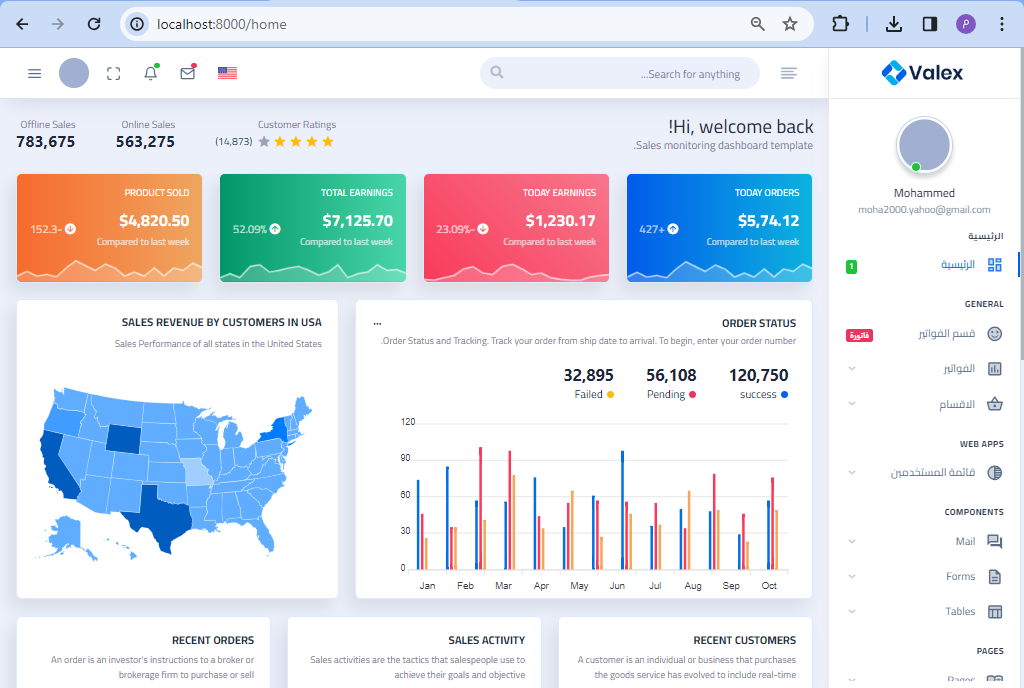 localhost:8000/home
P
...Search for anything
Valex
Offline Sales
783,675
Online Sales
563,275
Customer Ratings
(14,873)
!Hi, welcome back
.Sales monitoring dashboard template
PRODUCT SOLD
$4,820.50
152.3-
Compared to last week
TOTAL EARNINGS
$7,125.70
52.09%
Compared to last week
TODAY EARNINGS
$1,230.17
23.09%-
Compared to last week
TODAY ORDERS
$5,74.12
427+
Compared to last week
SALES REVENUE BY CUSTOMERS IN USA
Sales Performance of all states in the United States
ORDER STATUS
...
.Order Status and Tracking. Track your order from ship date to arrival. To begin, enter your order number
32,895
Failed
56,108
Pending
120,750
success
120
90
60
30
0
Jan Feb Mar Apr May Jun Jul Aug Sep Oct
RECENT ORDERS
An order is an investor's instructions to a broker or
brokerage firm to purchase or sell
SALES ACTIVITY
Sales activities are the tactics that salespeople use to
achieve their goals and objective
RECENT CUSTOMERS
A customer is an individual or business that purchases
the goods service has evolved to include real-time
Mohammed
moha2000.yahoo@gmail.com
الرئيسية
الرئيسية
1
GENERAL
قسم الفواتير
فاتورة
الفواتير
الاقسام
WEB APPS
قائمة المستخدمين
COMPONENTS
Mail
Forms
Tables
PAGES
Pages